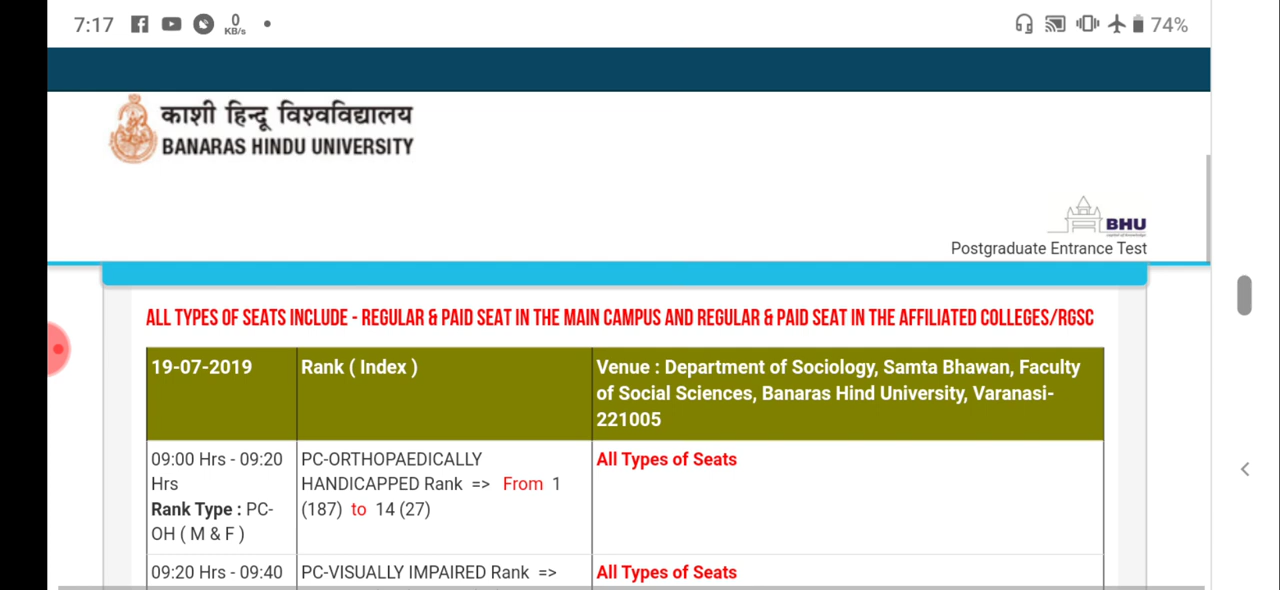 7:17 0 KB/s 74%
काशी हिन्दू विश्वविद्यालय
BANARAS HINDU UNIVERSITY
BHU
Postgraduate Entrance Test
ALL TYPES OF SEATS INCLUDE - REGULAR & PAID SEAT IN THE MAIN CAMPUS AND REGULAR & PAID SEAT IN THE AFFILIATED COLLEGES/RGSC
19-07-2019
Rank ( Index )
Venue : Department of Sociology, Samta Bhawan, Faculty
of Social Sciences, Banaras Hind University, Varanasi-
221005
09:00 Hrs - 09:20
Hrs
Rank Type : PC-
OH ( M & F )
PC-ORTHOPAEDICALLY
HANDICAPPED Rank => From 1
(187) to 14 (27)
All Types of Seats
09:20 Hrs - 09:40
PC-VISUALLY IMPAIRED Rank =>
All Types of Seats